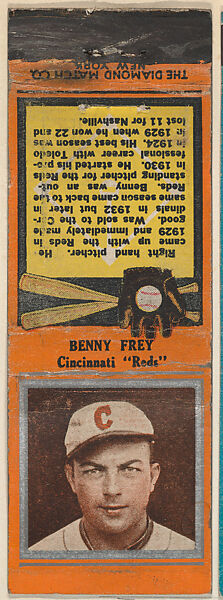 Right hand pitcher. He
came up with the Reds in
1929 and immediately made
good. Was sold to the Car-
dinals in 1932 but later in
same season came back to the
Reds. Benny was an out-
standing pitcher for the Reds
in 1930. He started his pro-
fessional career with Toledo
in 1924. His best season was
in 1929 when he won 22 and
lost 11 for Nashville.
THE DIAMOND MATCH CO.
NEW YORK
BENNY FREY
Cincinnati "Reds"
C